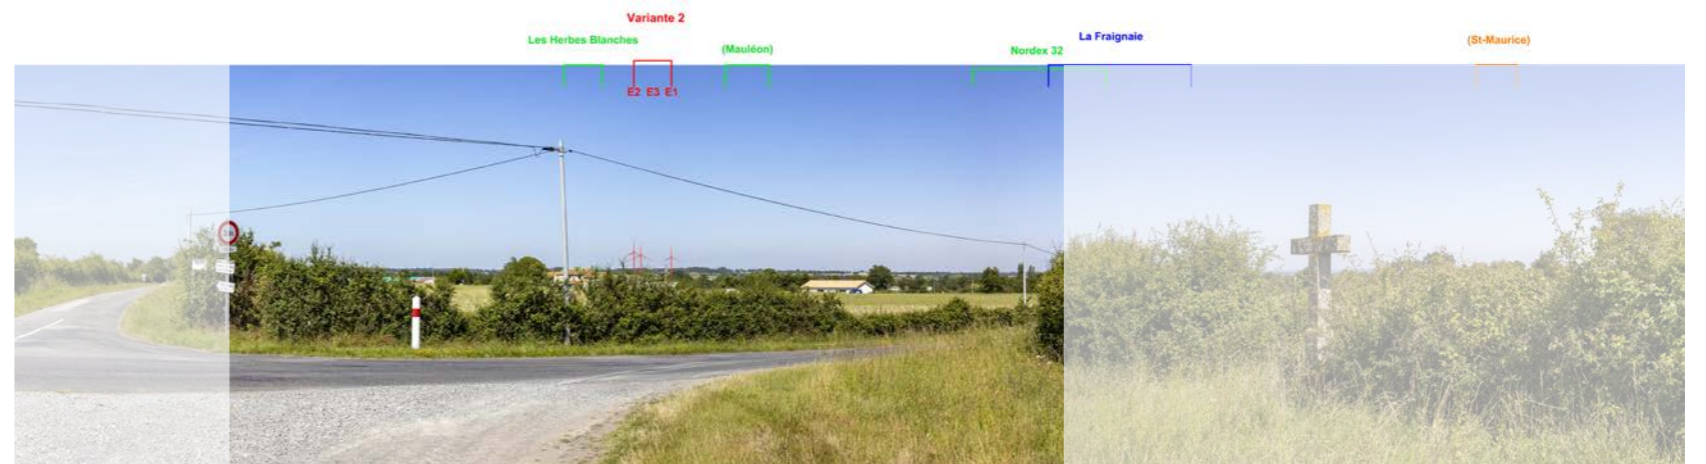 Variante 2
Les Herbes Blanches
(Mauléon)
Nordex 32
La Fraignaie
(St-Maurice)
E2 E3 E1